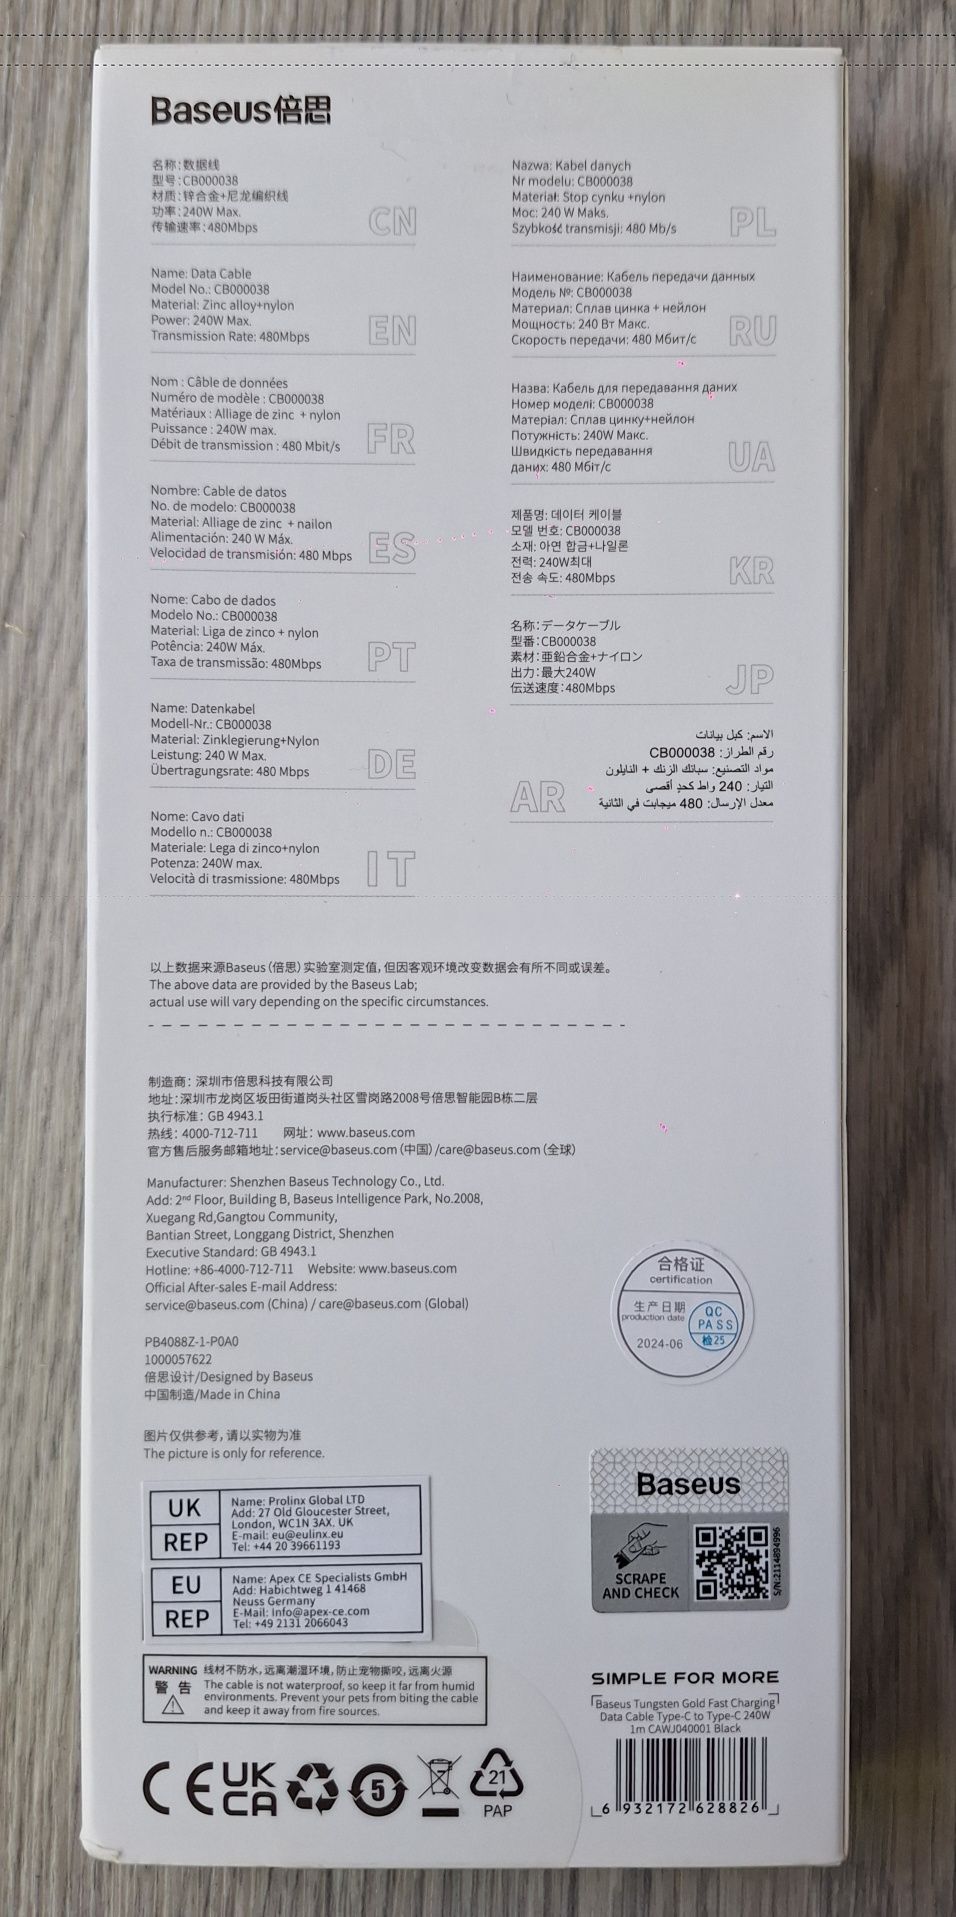 Baseus倍思
名称:数据线
型号:CB000038
材质:锌合金+尼龙编织线
功率:240W Max.
传输速率:480Mbps
CN
Name: Data Cable
Model No.: CB000038
Material: Zinc alloy+nylon
Power: 240W Max.
Transmission Rate: 480Mbps
EN
Nom : Câble de données
Numéro de modèle : CB000038
Matériaux : Alliage de zinc + nylon
Puissance : 240W max.
Débit de transmission : 480 Mbit/s
FR
Nombre: Cable de datos
No. de modelo: CB000038
Material: Alliage de zinc + nailon
Alimentación: 240 W Máx.
Velocidad de transmisión: 480 Mbps
ES
Nome: Cabo de dados
Modelo No.: CB000038
Material: Liga de zinco + nylon
Potência: 240W Máx.
Taxa de transmissão: 480Mbps
PT
Name: Datenkabel
Modell-Nr.: CB000038
Material: Zinklegierung+Nylon
Leistung: 240 W Max.
Übertragungsrate: 480 Mbps
DE
Nome: Cavo dati
Modello n.: CB000038
Materiale: Lega di zinco+nylon
Potenza: 240W max.
Velocità di trasmissione: 480Mbps
IT
Nazwa: Kabel danych
Nr modelu: CB000038
Materiał: Stop cynku +nylon
Moc: 240 W Maks.
Szybkość transmisji: 480 Mb/s
PL
Наименование: Кабель передачи данных
Модель №: CB000038
Материал: Сплав цинка + нейлон
Мощность: 240 Вт Макс.
Скорость передачи: 480 Мбит/с
RU
Назва: Кабель для передавання даних
Номер моделі: CB000038
Матеріал: Сплав цинку+нейлон
Потужність: 240W Макс.
Швидкість передавання
даних: 480 Мбіт/с
UA
제품명: 데이터 케이블
모델 번호: CB000038
소재: 아연 합금+나일론
전력: 240W최대
전송 속도: 480Mbps
KR
名称:データケーブル
型番:CB000038
素材:亜鉛合金+ナイロン
出力:最大240W
伝送速度:480Mbps
JP
الاسم: كبل بيانات
رقم الطراز: CB000038
مواد التصنيع: سبائك الزنك + النايلون
التيار: 240 واط كحدٍ أقصى
معدل الإرسال: 480 ميجابت في الثانية
AR
以上数据来源Baseus(倍思)实验室测定值,但因客观环境改变数据会有所不同或误差。
The above data are provided by the Baseus Lab;
actual use will vary depending on the specific circumstances.
制造商: 深圳市倍思科技有限公司
地址:深圳市龙岗区坂田街道岗头社区雪岗路2008号倍思智能园B栋二层
执行标准: GB 4943.1
热线: 4000-712-711 网址: www.baseus.com
官方售后服务邮箱地址:service@baseus.com(中国)/care@baseus.com(全球)
Manufacturer: Shenzhen Baseus Technology Co., Ltd.
Add: 2nd Floor, Building B, Baseus Intelligence Park, No.2008,
Xuegang Rd,Gangtou Community,
Bantian Street, Longgang District, Shenzhen
Executive Standard: GB 4943.1
Hotline: +86-4000-712-711 Website: www.baseus.com
Official After-sales E-mail Address:
service@baseus.com (China) / care@baseus.com (Global)
PB4088Z-1-P0A0
1000057622
倍思设计/Designed by Baseus
中国制造/Made in China
图片仅供参考,请以实物为准
The picture is only for reference.
合格证
certification
生产日期
production date
2024-06
QC
PASS
检25
UK
REP
Name: Prolinx Global LTD
Add: 27 Old Gloucester Street,
London, WC1N 3AX. UK
E-mail: eu@eulinx.eu
Tel: +44 20 39661193
EU
REP
Name: Apex CE Specialists GmbH
Add: Habichtweg 1 41468
Neuss Germany
E-Mail: Info@apex-ce.com
Tel: +49 2131 2066043
Baseus
SCRAPE
AND CHECK
S/N:2114894996
WARNING
警告
线材不防水,远离潮湿环境,防止宠物撕咬,远离火源
The cable is not waterproof, so keep it far from humid
environments. Prevent your pets from biting the cable
and keep it away from fire sources.
CE
UK
CA
5
21
PAP
SIMPLE FOR MORE
Baseus Tungsten Gold Fast Charging
Data Cable Type-C to Type-C 240W
1m CAWJ040001 Black
6 932172 628826